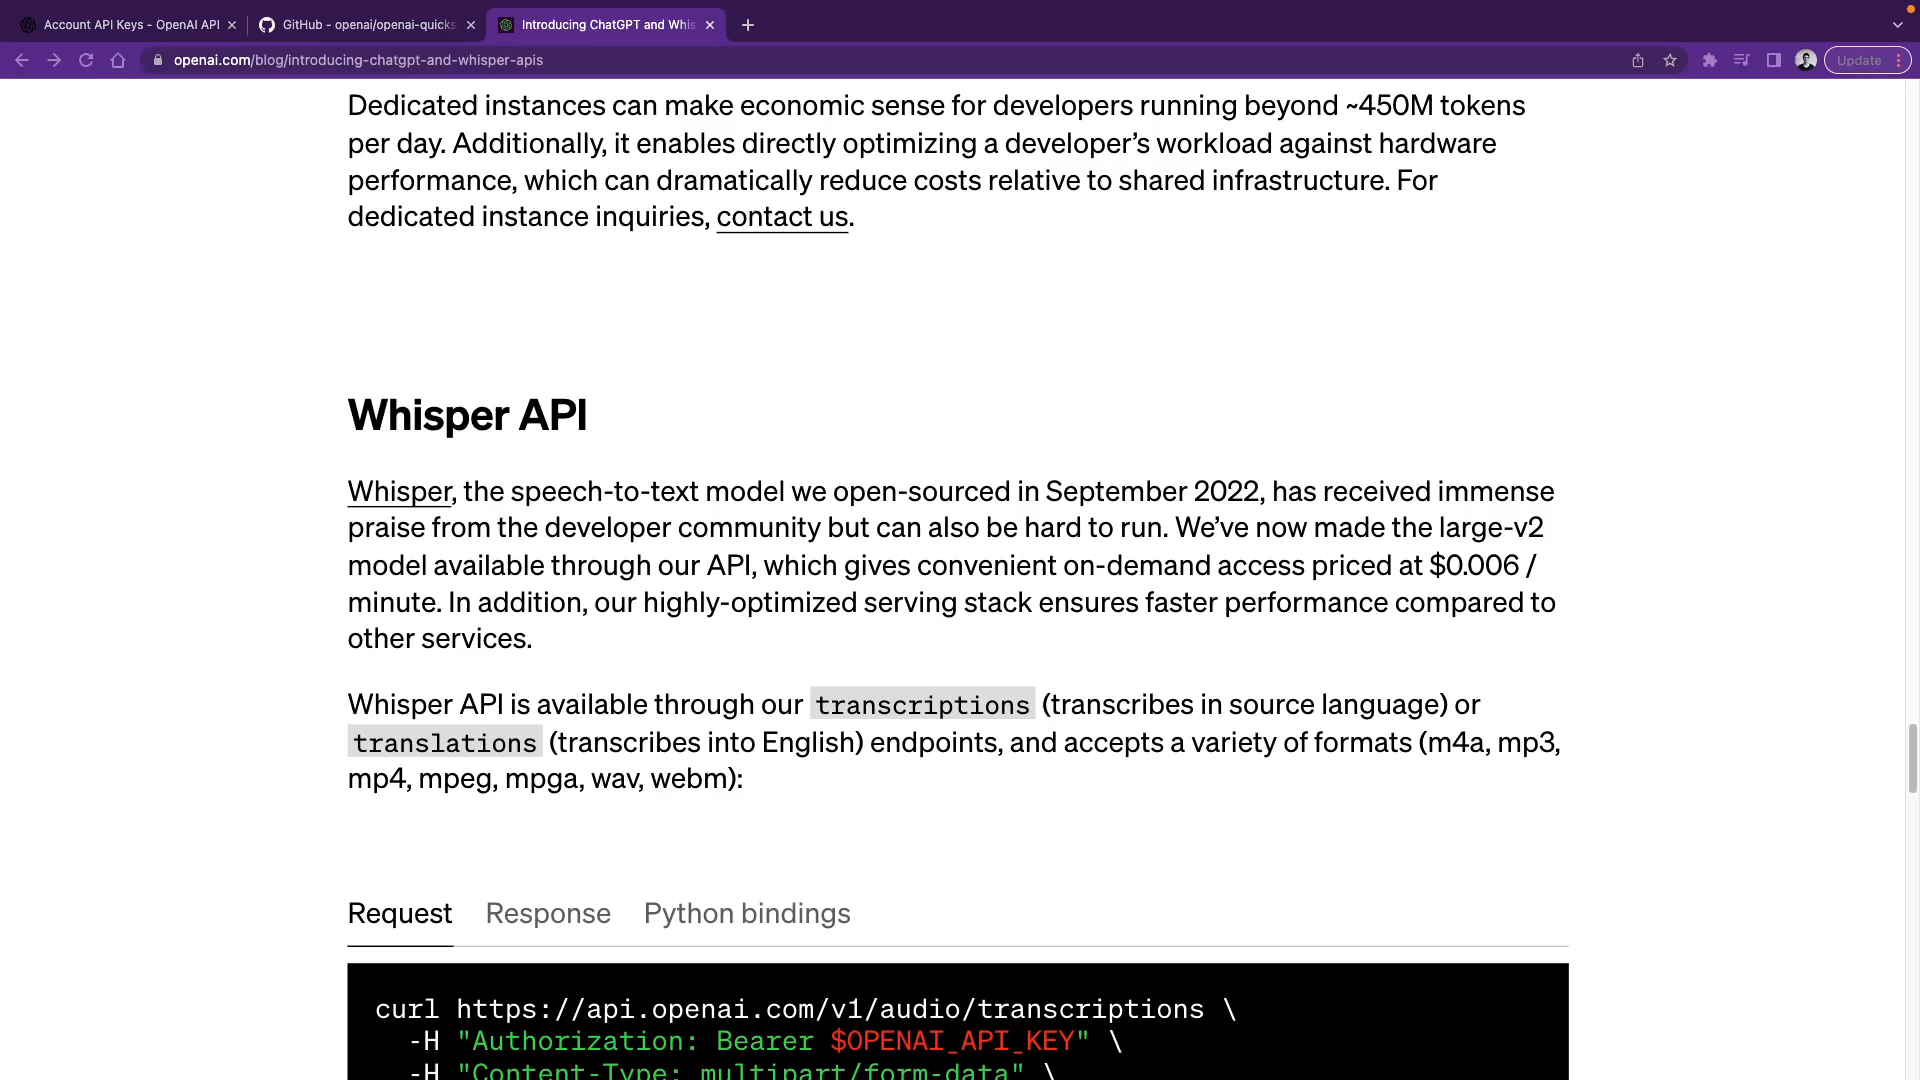 Account API Keys - OpenAI API
GitHub - openai/openai-quicks
Introducing ChatGPT and Whis
openai.com/blog/introducing-chatgpt-and-whisper-apis
Update
Dedicated instances can make economic sense for developers running beyond ~450M tokens
per day. Additionally, it enables directly optimizing a developer’s workload against hardware
performance, which can dramatically reduce costs relative to shared infrastructure. For
dedicated instance inquiries, contact us.
Whisper API
Whisper, the speech-to-text model we open-sourced in September 2022, has received immense
praise from the developer community but can also be hard to run. We’ve now made the large-v2
model available through our API, which gives convenient on-demand access priced at $0.006 /
minute. In addition, our highly-optimized serving stack ensures faster performance compared to
other services.
Whisper API is available through our transcriptions (transcribes in source language) or
translations (transcribes into English) endpoints, and accepts a variety of formats (m4a, mp3,
mp4, mpeg, mpga, wav, webm):
Request Response Python bindings
curl https://api.openai.com/v1/audio/transcriptions \
-H "Authorization: Bearer $OPENAI_API_KEY" \
-H "Content-Type: multipart/form-data" \